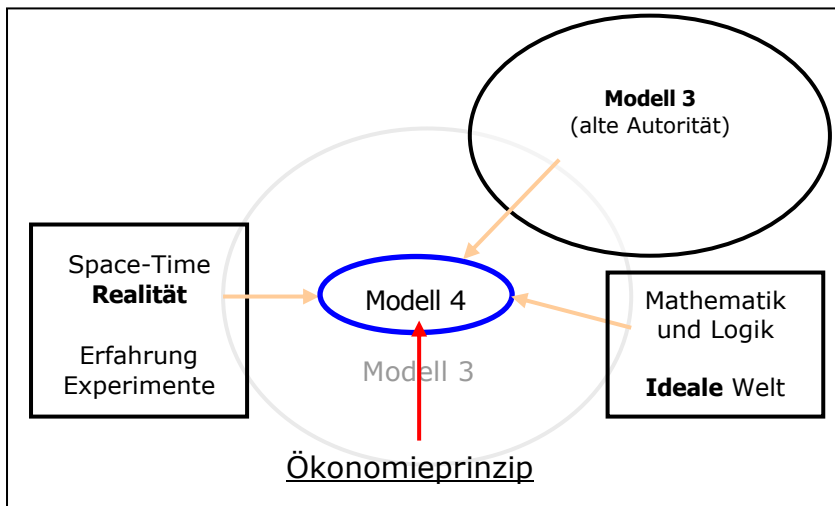 Modell 3
(alte Autorität)
Space-Time
Realität
Erfahrung
Experimente
Modell 4
Modell 3
Mathematik
und Logik
Ideale Welt
Ökonomieprinzip